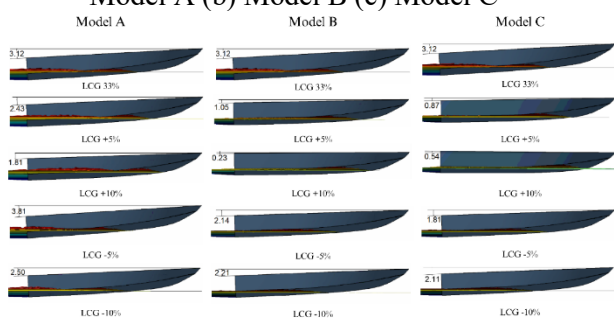 Model A (b) Model B (c) Model C
Model A Model B Model C
3.12 3.12 3.12
LCG 33% LCG 33% LCG 33%
2.43 1.05 0.87
LCG +5% LCG +5% LCG +5%
1.81 0.23 0.54
LCG +10% LCG +10% LCG +10%
3.81 2.14 1.81
LCG -5% LCG -5% LCG -5%
2.50 2.21 2.11
LCG -10% LCG -10% LCG -10%